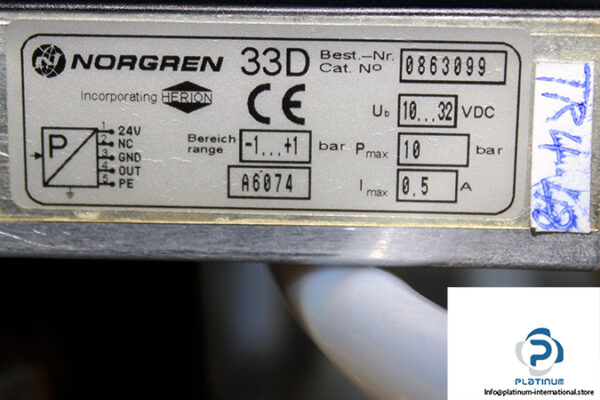 NORGREN 33D
Best.-Nr.
Cat. No 0863099
incorporating HERION
CE
Ub 10...32 VDC
1 24V
2 NC
3 GND
4 OUT
5 PE
P
Bereich
range -1...+1 bar
Pmax 10 bar
A6074
Imax 0.5 A
PLATINUM
Info@platinum-international.store